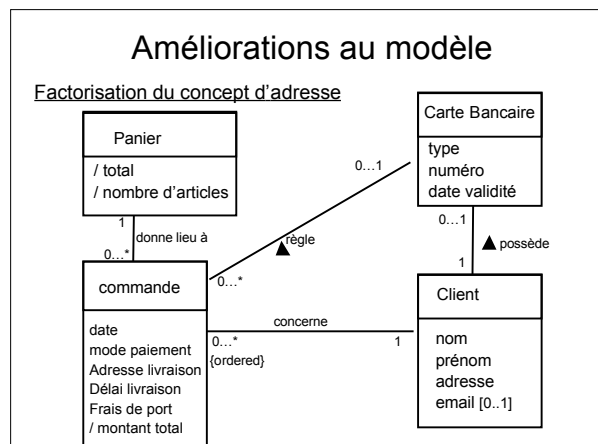 Améliorations au modèle
Factorisation du concept d'adresse
Panier
/ total
/ nombre d'articles
Carte Bancaire
type
numéro
date validité
0…1
1
donne lieu à
0…*
règle
0…1
possède
1
commande
date
mode paiement
Adresse livraison
Délai livraison
Frais de port
/ montant total
0…*
concerne
0…*
1
{ordered}
Client
nom
prénom
adresse
email [0..1]